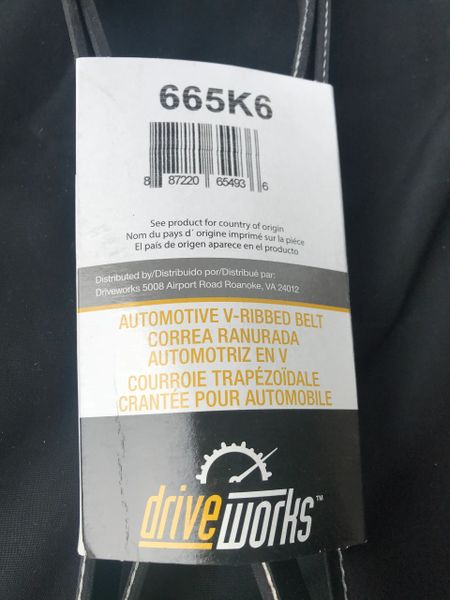 665K6
8 87220 65493 6
See product for country of origin
Nom du pays d´ origine imprimé sur la pièce
El país de origen aparece en el producto
Distributed by/Distribuido por/Distribué par:
Driveworks 5008 Airport Road Roanoke, VA 24012
AUTOMOTIVE V-RIBBED BELT
CORREA RANURADA
AUTOMOTRIZ EN V
COURROIE TRAPÉZOÏDALE
CRANTÉE POUR AUTOMOBILE
driveworks™